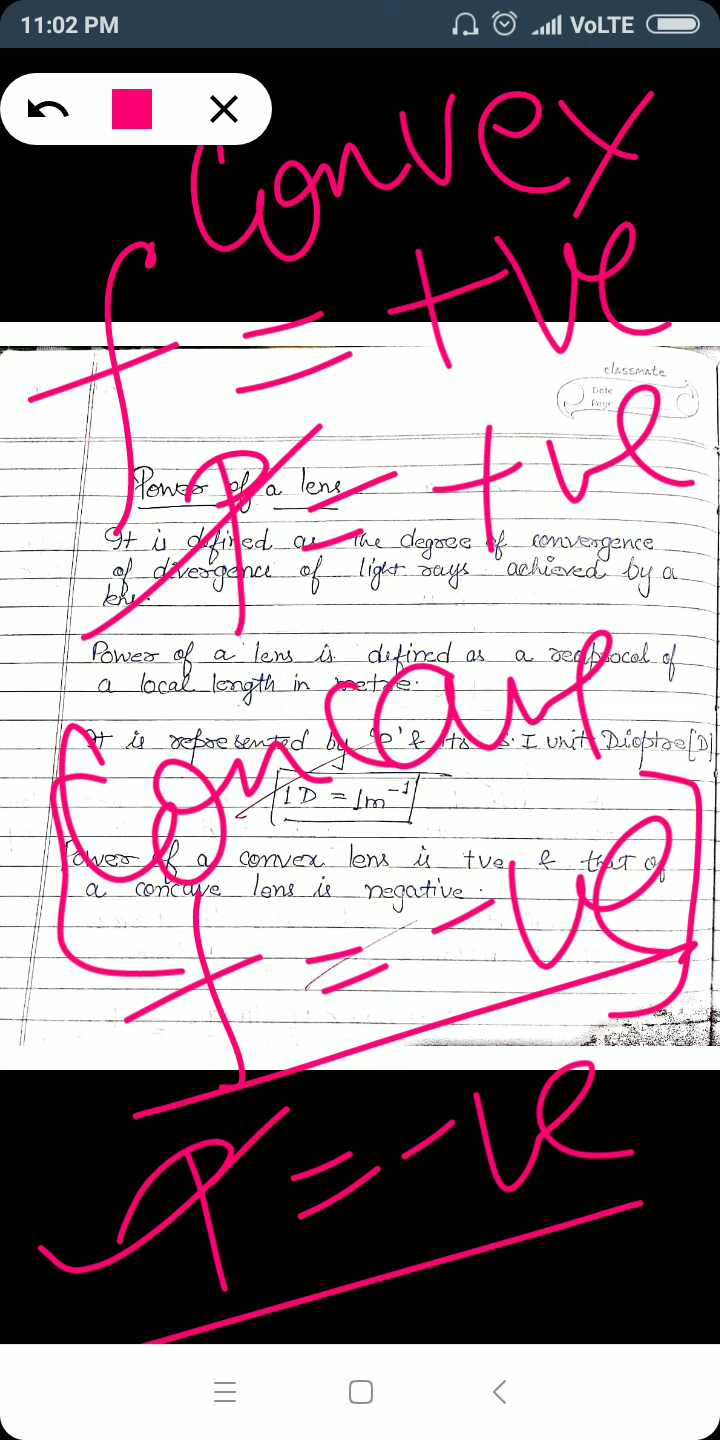 11:02 PM VoLTE
Convex
f = +ve
classmate
Date
Page
P = +ve
Power of a lens
It is defined as the degree of convergence
of divergence of light rays achieved by a
lens.
Power of a lens is defined as a reciprocal of
a local length in metre.
Concave
It is represented by 'P' & its S.I unit Dioptre [D]
1D = 1m⁻¹
Power of a convex lens is +ve & that of
a concave lens is negative.
f = -ve
P = -ve